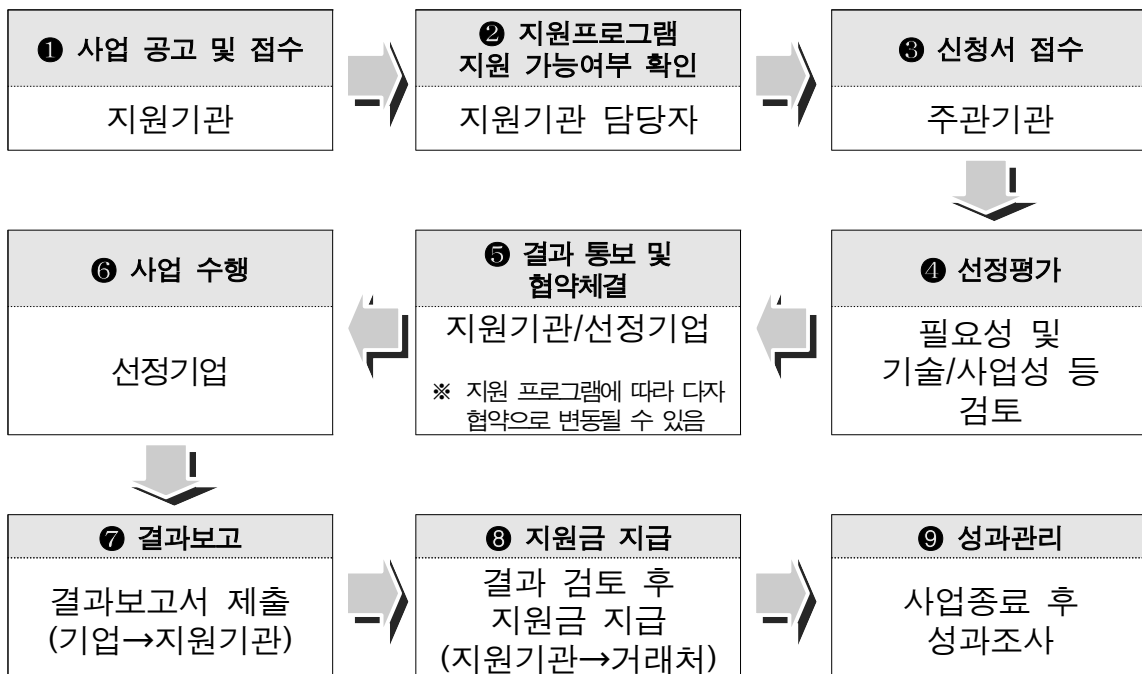 ❶ 사업 공고 및 접수
지원기관
❷ 지원프로그램
지원 가능여부 확인
지원기관 담당자
❸ 신청서 접수
주관기관
❹ 선정평가
필요성 및
기술/사업성 등
검토
❺ 결과 통보 및
협약체결
지원기관/선정기업
※ 지원 프로그램에 따라 다자
협약으로 변동될 수 있음
❻ 사업 수행
선정기업
❼ 결과보고
결과보고서 제출
(기업→지원기관)
❽ 지원금 지급
결과 검토 후
지원금 지급
(지원기관→거래처)
❾ 성과관리
사업종료 후
성과조사